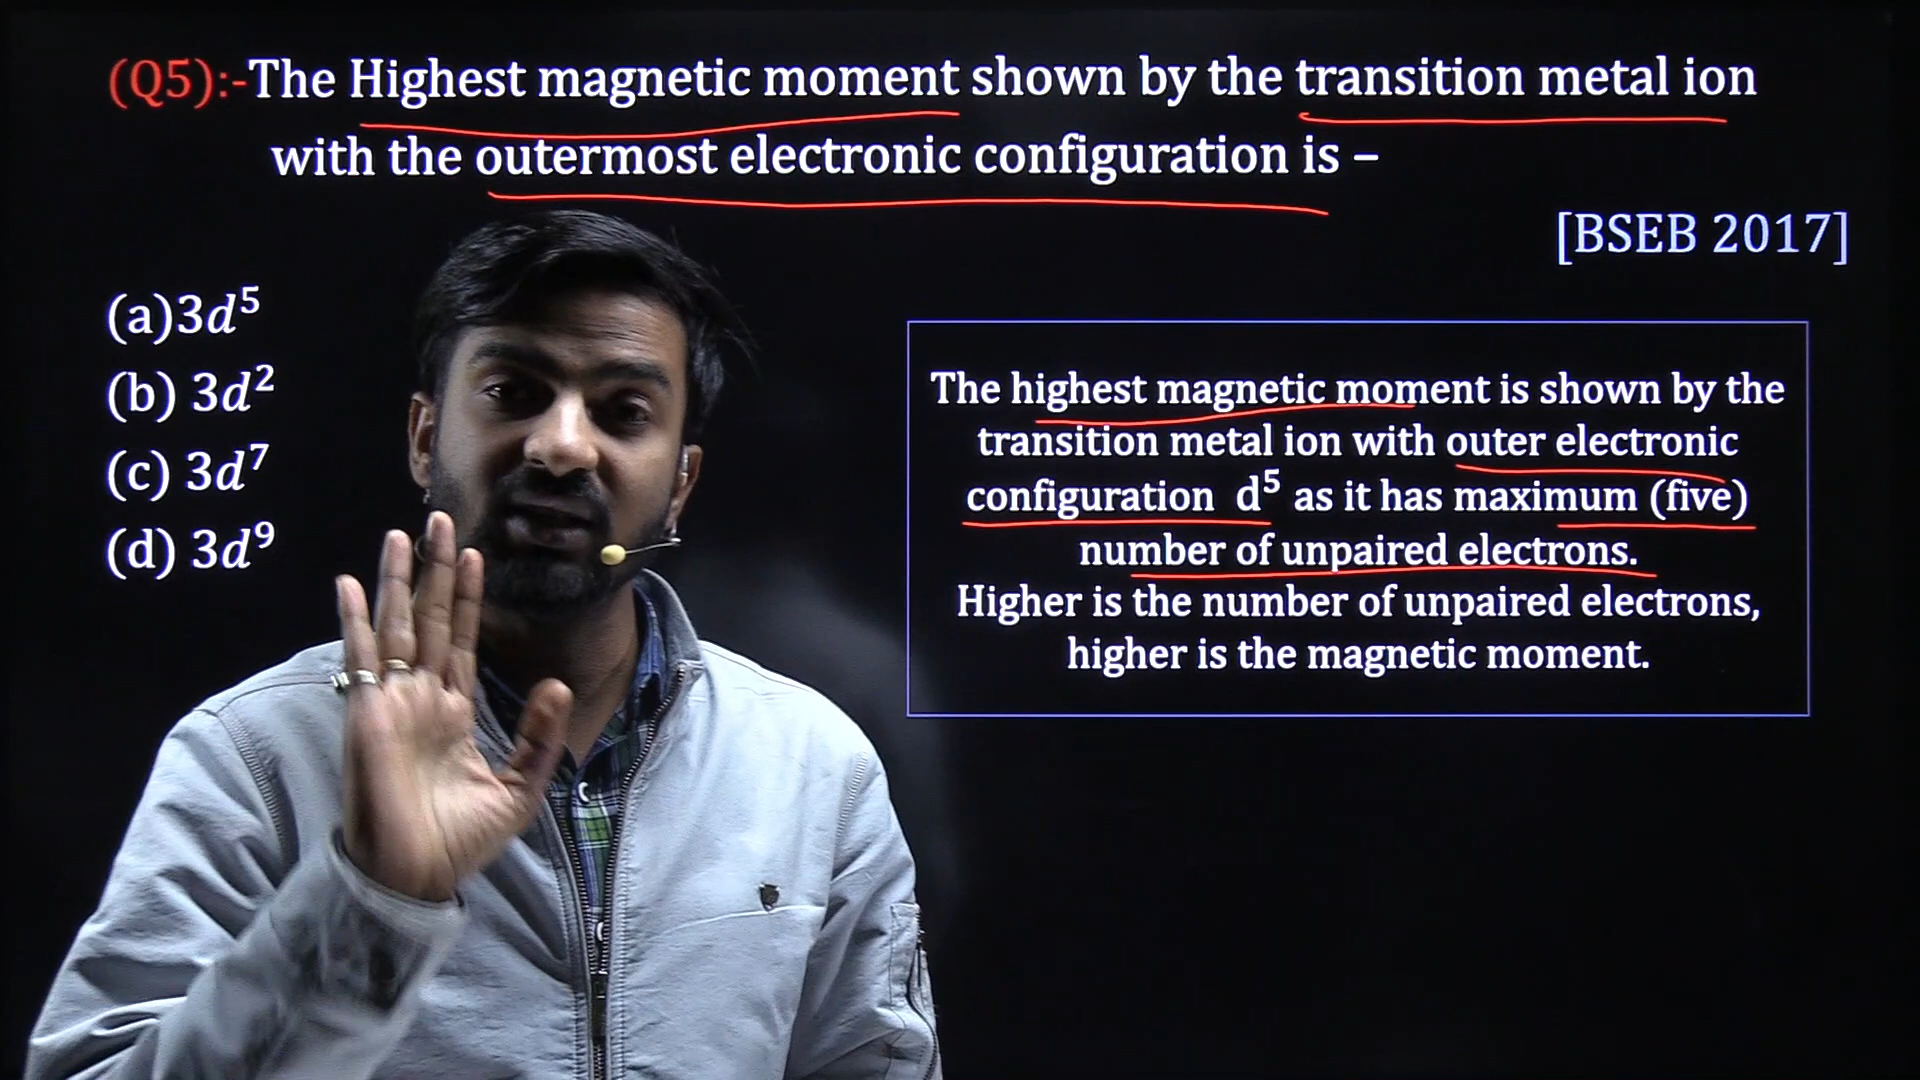 (Q5):-The Highest magnetic moment shown by the transition metal ion
with the outermost electronic configuration is –
[BSEB 2017]
(a)3d⁵
(b) 3d²
(c) 3d⁷
(d) 3d⁹
The highest magnetic moment is shown by the
transition metal ion with outer electronic
configuration d⁵ as it has maximum (five)
number of unpaired electrons.
Higher is the number of unpaired electrons,
higher is the magnetic moment.